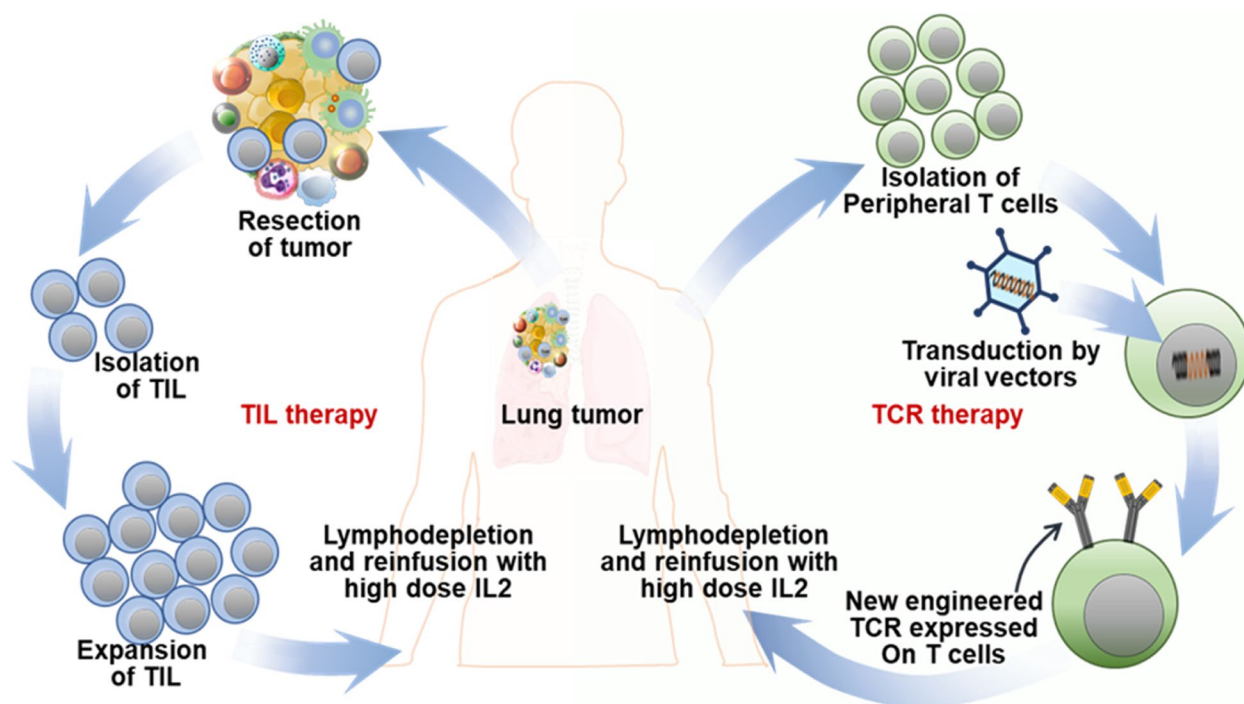 Resection
of tumor
Isolation
of TIL
TIL therapy
Expansion
of TIL
Lymphodepletion
and reinfusion with
high dose IL2
Lung tumor
Isolation of
Peripheral T cells
Transduction by
viral vectors
TCR therapy
New engineered
TCR expressed
On T cells
Lymphodepletion
and reinfusion with
high dose IL2